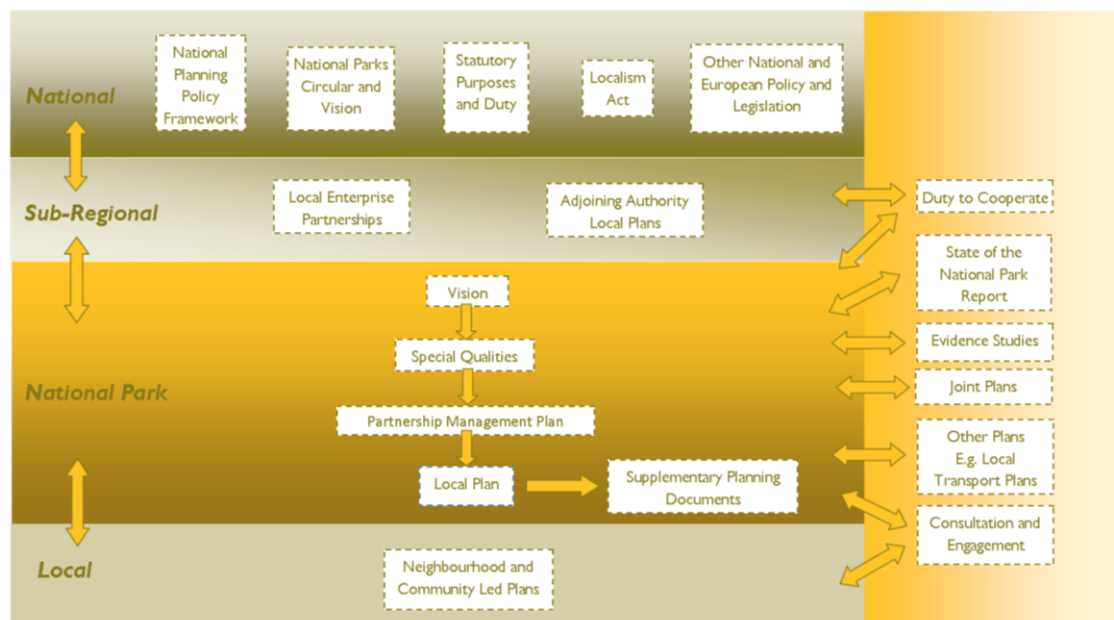 National
National
Planning
Policy
Framework
National Parks
Circular and
Vision
Statutory
Purposes
and Duty
Localism
Act
Other National and
European Policy and
Legislation
Sub-Regional
Local Enterprise
Partnerships
Adjoining Authority
Local Plans
Duty to Cooperate
State of the
National Park
Report
Vision
Evidence Studies
Special Qualities
National Park
Joint Plans
Partnership Management Plan
Other Plans
E.g. Local
Transport Plans
Local Plan
Supplementary Planning
Documents
Consultation and
Engagement
Local
Neighbourhood and
Community Led Plans